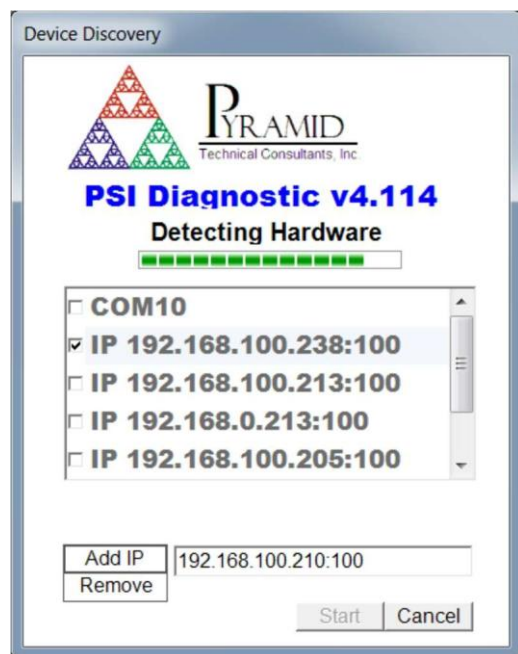 Device Discovery
PYRAMID
Technical Consultants, Inc.
PSI Diagnostic v4.114
Detecting Hardware
COM10
IP 192.168.100.238:100
IP 192.168.100.213:100
IP 192.168.0.213:100
IP 192.168.100.205:100
Add IP 192.168.100.210:100
Remove
Start Cancel